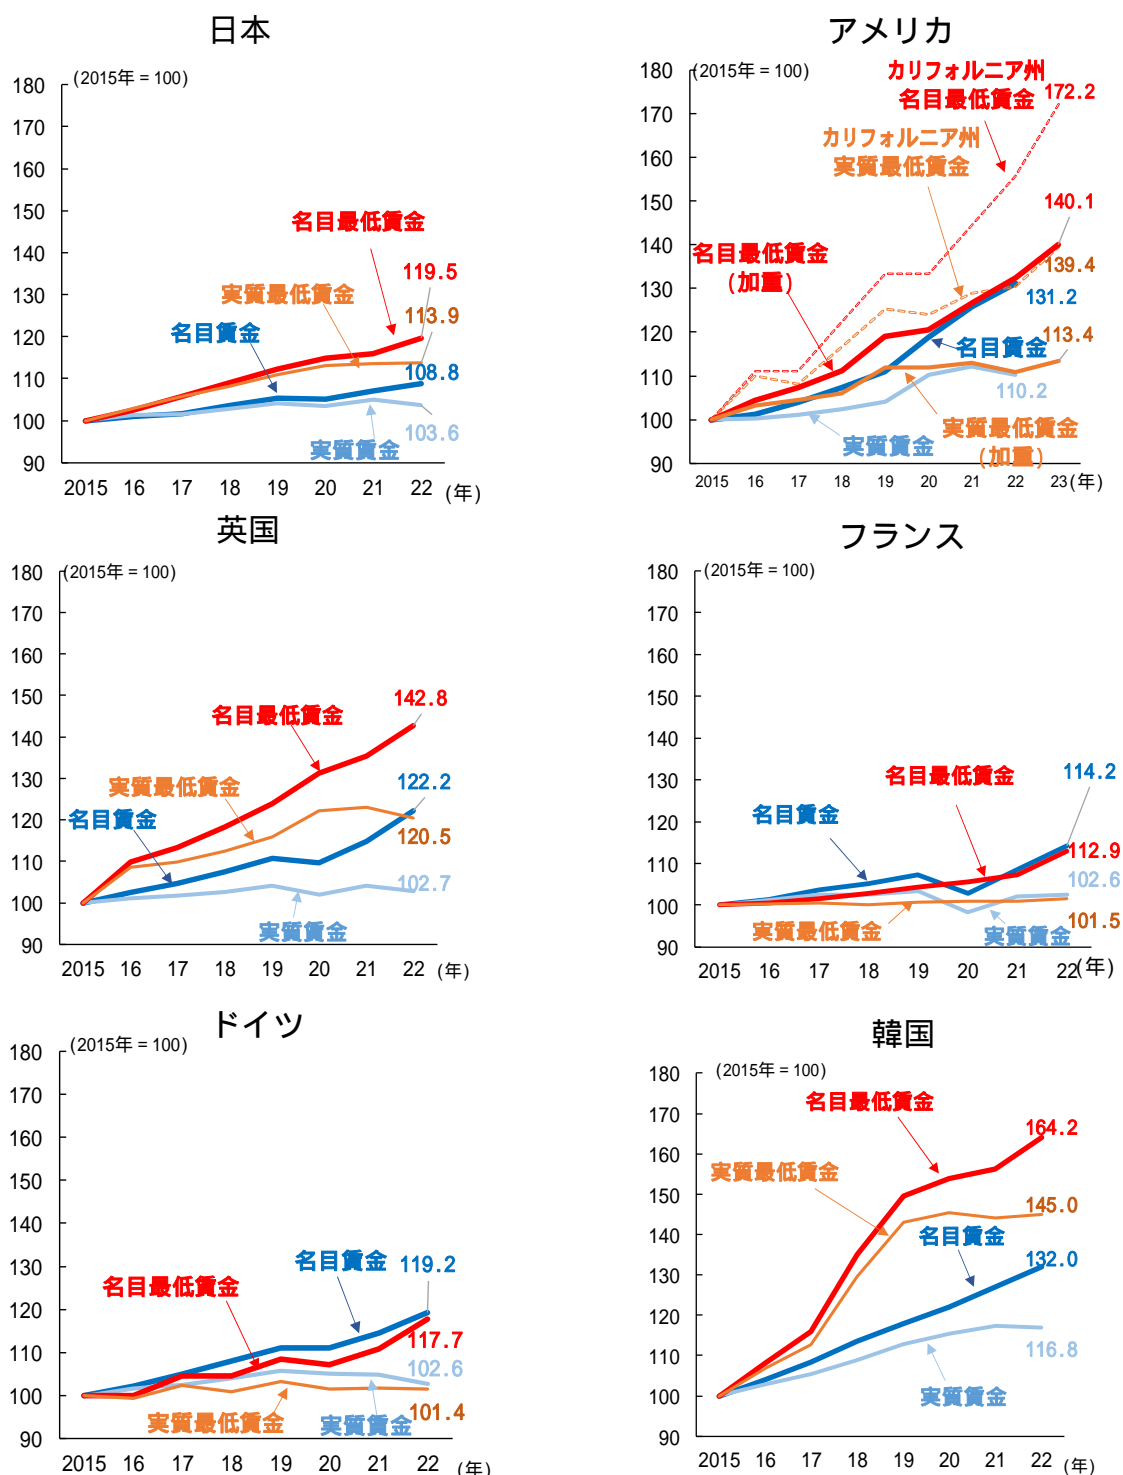 日本
(2015年 = 100)
180
170
160
150
140
130
120
110
100
90
名目最低賃金
119.5
実質最低賃金
113.9
名目賃金
108.8
103.6
実質賃金
2015 16 17 18 19 20 21 22 (年)
アメリカ
(2015年 = 100)
180
170
160
150
140
130
120
110
100
90
カリフォルニア州
名目最低賃金
172.2
カリフォルニア州
実質最低賃金
140.1
名目最低賃金
(加重)
139.4
131.2
名目賃金
113.4
110.2
実質賃金
実質最低賃金
(加重)
2015 16 17 18 19 20 21 22 23 (年)
英国
(2015年 = 100)
180
170
160
150
140
130
120
110
100
90
142.8
名目最低賃金
実質最低賃金
122.2
名目賃金
120.5
102.7
実質賃金
2015 16 17 18 19 20 21 22 (年)
フランス
(2015年 = 100)
180
170
160
150
140
130
120
110
100
90
名目最低賃金
114.2
名目賃金
112.9
102.6
101.5
実質最低賃金
実質賃金
2015 16 17 18 19 20 21 22 (年)
ドイツ
(2015年 = 100)
180
170
160
150
140
130
120
110
100
90
名目賃金
119.2
名目最低賃金
117.7
102.6
101.4
実質最低賃金
実質賃金
2015 16 17 18 19 20 21 22 (年)
韓国
(2015年 = 100)
180
170
160
150
140
130
120
110
100
90
名目最低賃金
164.2
実質最低賃金
145.0
名目賃金
132.0
116.8
実質賃金
2015 16 17 18 19 20 21 22 (年)